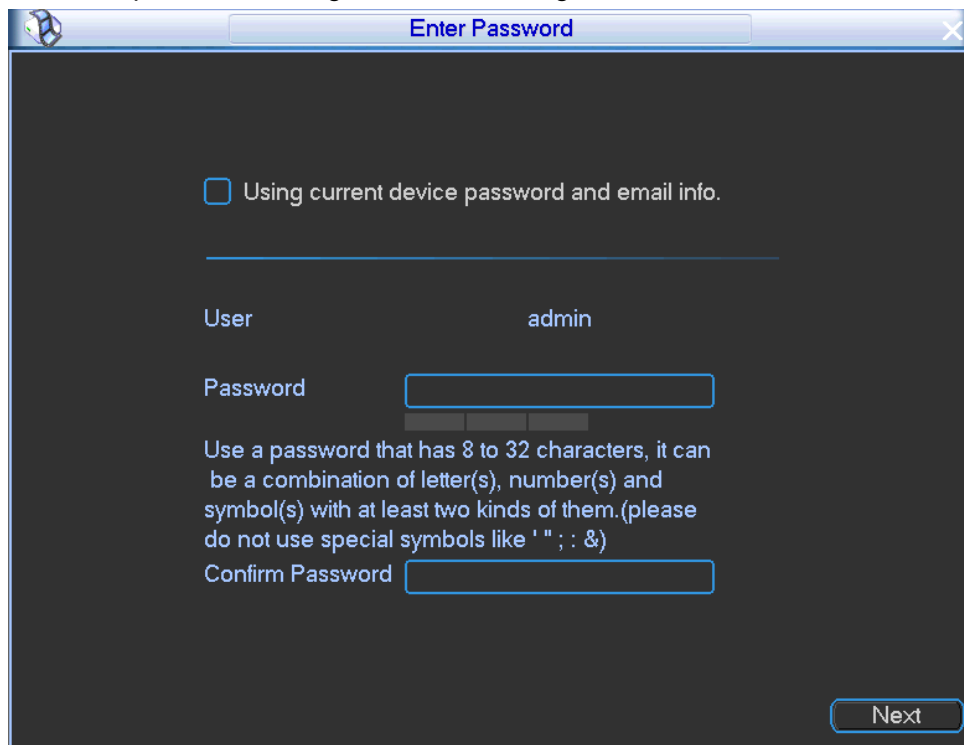 Enter Password
Using current device password and email info.
User admin
Password
Use a password that has 8 to 32 characters, it can
be a combination of letter(s), number(s) and
symbol(s) with at least two kinds of them.(please
do not use special symbols like ' " ; : &)
Confirm Password
Next